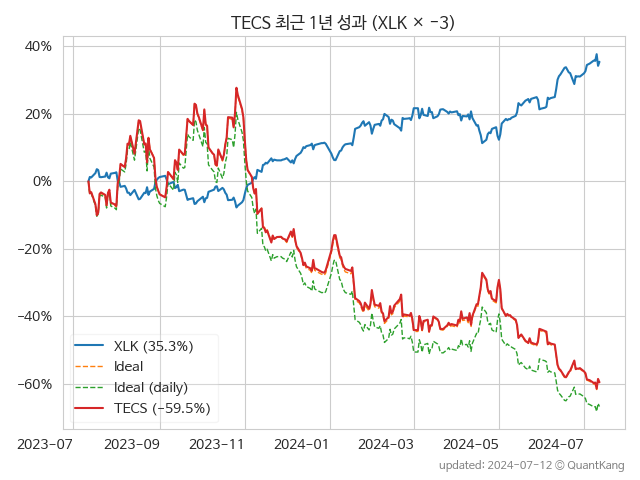 TECS 최근 1년 성과 (XLK × −3)
40%
20%
0%
−20%
−40%
−60%
XLK (35.3%)
Ideal
Ideal (daily)
TECS (−59.5%)
2023-07
2023-09
2023-11
2024-01
2024-03
2024-05
2024-07
updated: 2024-07-12 © QuantKang